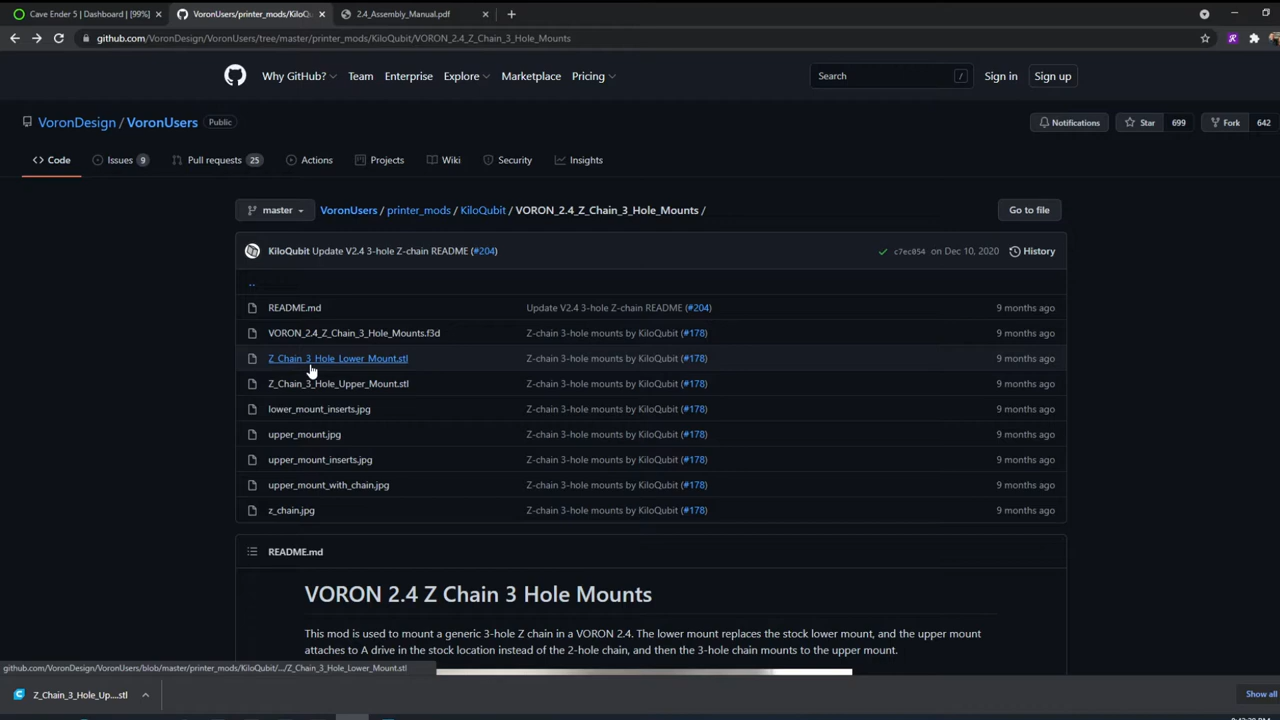 Cave Ender 5 | Dashboard | [99%]
VoronUsers/printer_mods/KiloQu
2.4_Assembly_Manual.pdf
github.com/VoronDesign/VoronUsers/tree/master/printer_mods/KiloQubit/VORON_2.4_Z_Chain_3_Hole_Mounts
Why GitHub?
Team
Enterprise
Explore
Marketplace
Pricing
Search
/
Sign in
Sign up
VoronDesign / VoronUsers
Public
Notifications
Star
699
Fork
642
Code
Issues 9
Pull requests 25
Actions
Projects
Wiki
Security
Insights
master
VoronUsers / printer_mods / KiloQubit / VORON_2.4_Z_Chain_3_Hole_Mounts /
Go to file
KiloQubit Update V2.4 3-hole Z-chain README (#204)
c7ec054 on Dec 10, 2020
History
..
README.md Update V2.4 3-hole Z-chain README (#204) 9 months ago
VORON_2.4_Z_Chain_3_Hole_Mounts.f3d Z-chain 3-hole mounts by KiloQubit (#178) 9 months ago
Z_Chain_3_Hole_Lower_Mount.stl Z-chain 3-hole mounts by KiloQubit (#178) 9 months ago
Z_Chain_3_Hole_Upper_Mount.stl Z-chain 3-hole mounts by KiloQubit (#178) 9 months ago
lower_mount_inserts.jpg Z-chain 3-hole mounts by KiloQubit (#178) 9 months ago
upper_mount.jpg Z-chain 3-hole mounts by KiloQubit (#178) 9 months ago
upper_mount_inserts.jpg Z-chain 3-hole mounts by KiloQubit (#178) 9 months ago
upper_mount_with_chain.jpg Z-chain 3-hole mounts by KiloQubit (#178) 9 months ago
z_chain.jpg Z-chain 3-hole mounts by KiloQubit (#178) 9 months ago
README.md
VORON 2.4 Z Chain 3 Hole Mounts
This mod is used to mount a generic 3-hole Z chain in a VORON 2.4. The lower mount replaces the stock lower mount, and the upper mount
attaches to A drive in the stock location instead of the 2-hole chain, and then the 3-hole chain mounts to the upper mount.
github.com/VoronDesign/VoronUsers/blob/master/printer_mods/KiloQubit/.../Z_Chain_3_Hole_Lower_Mount.stl
Z_Chain_3_Hole_Up....stl
Show all